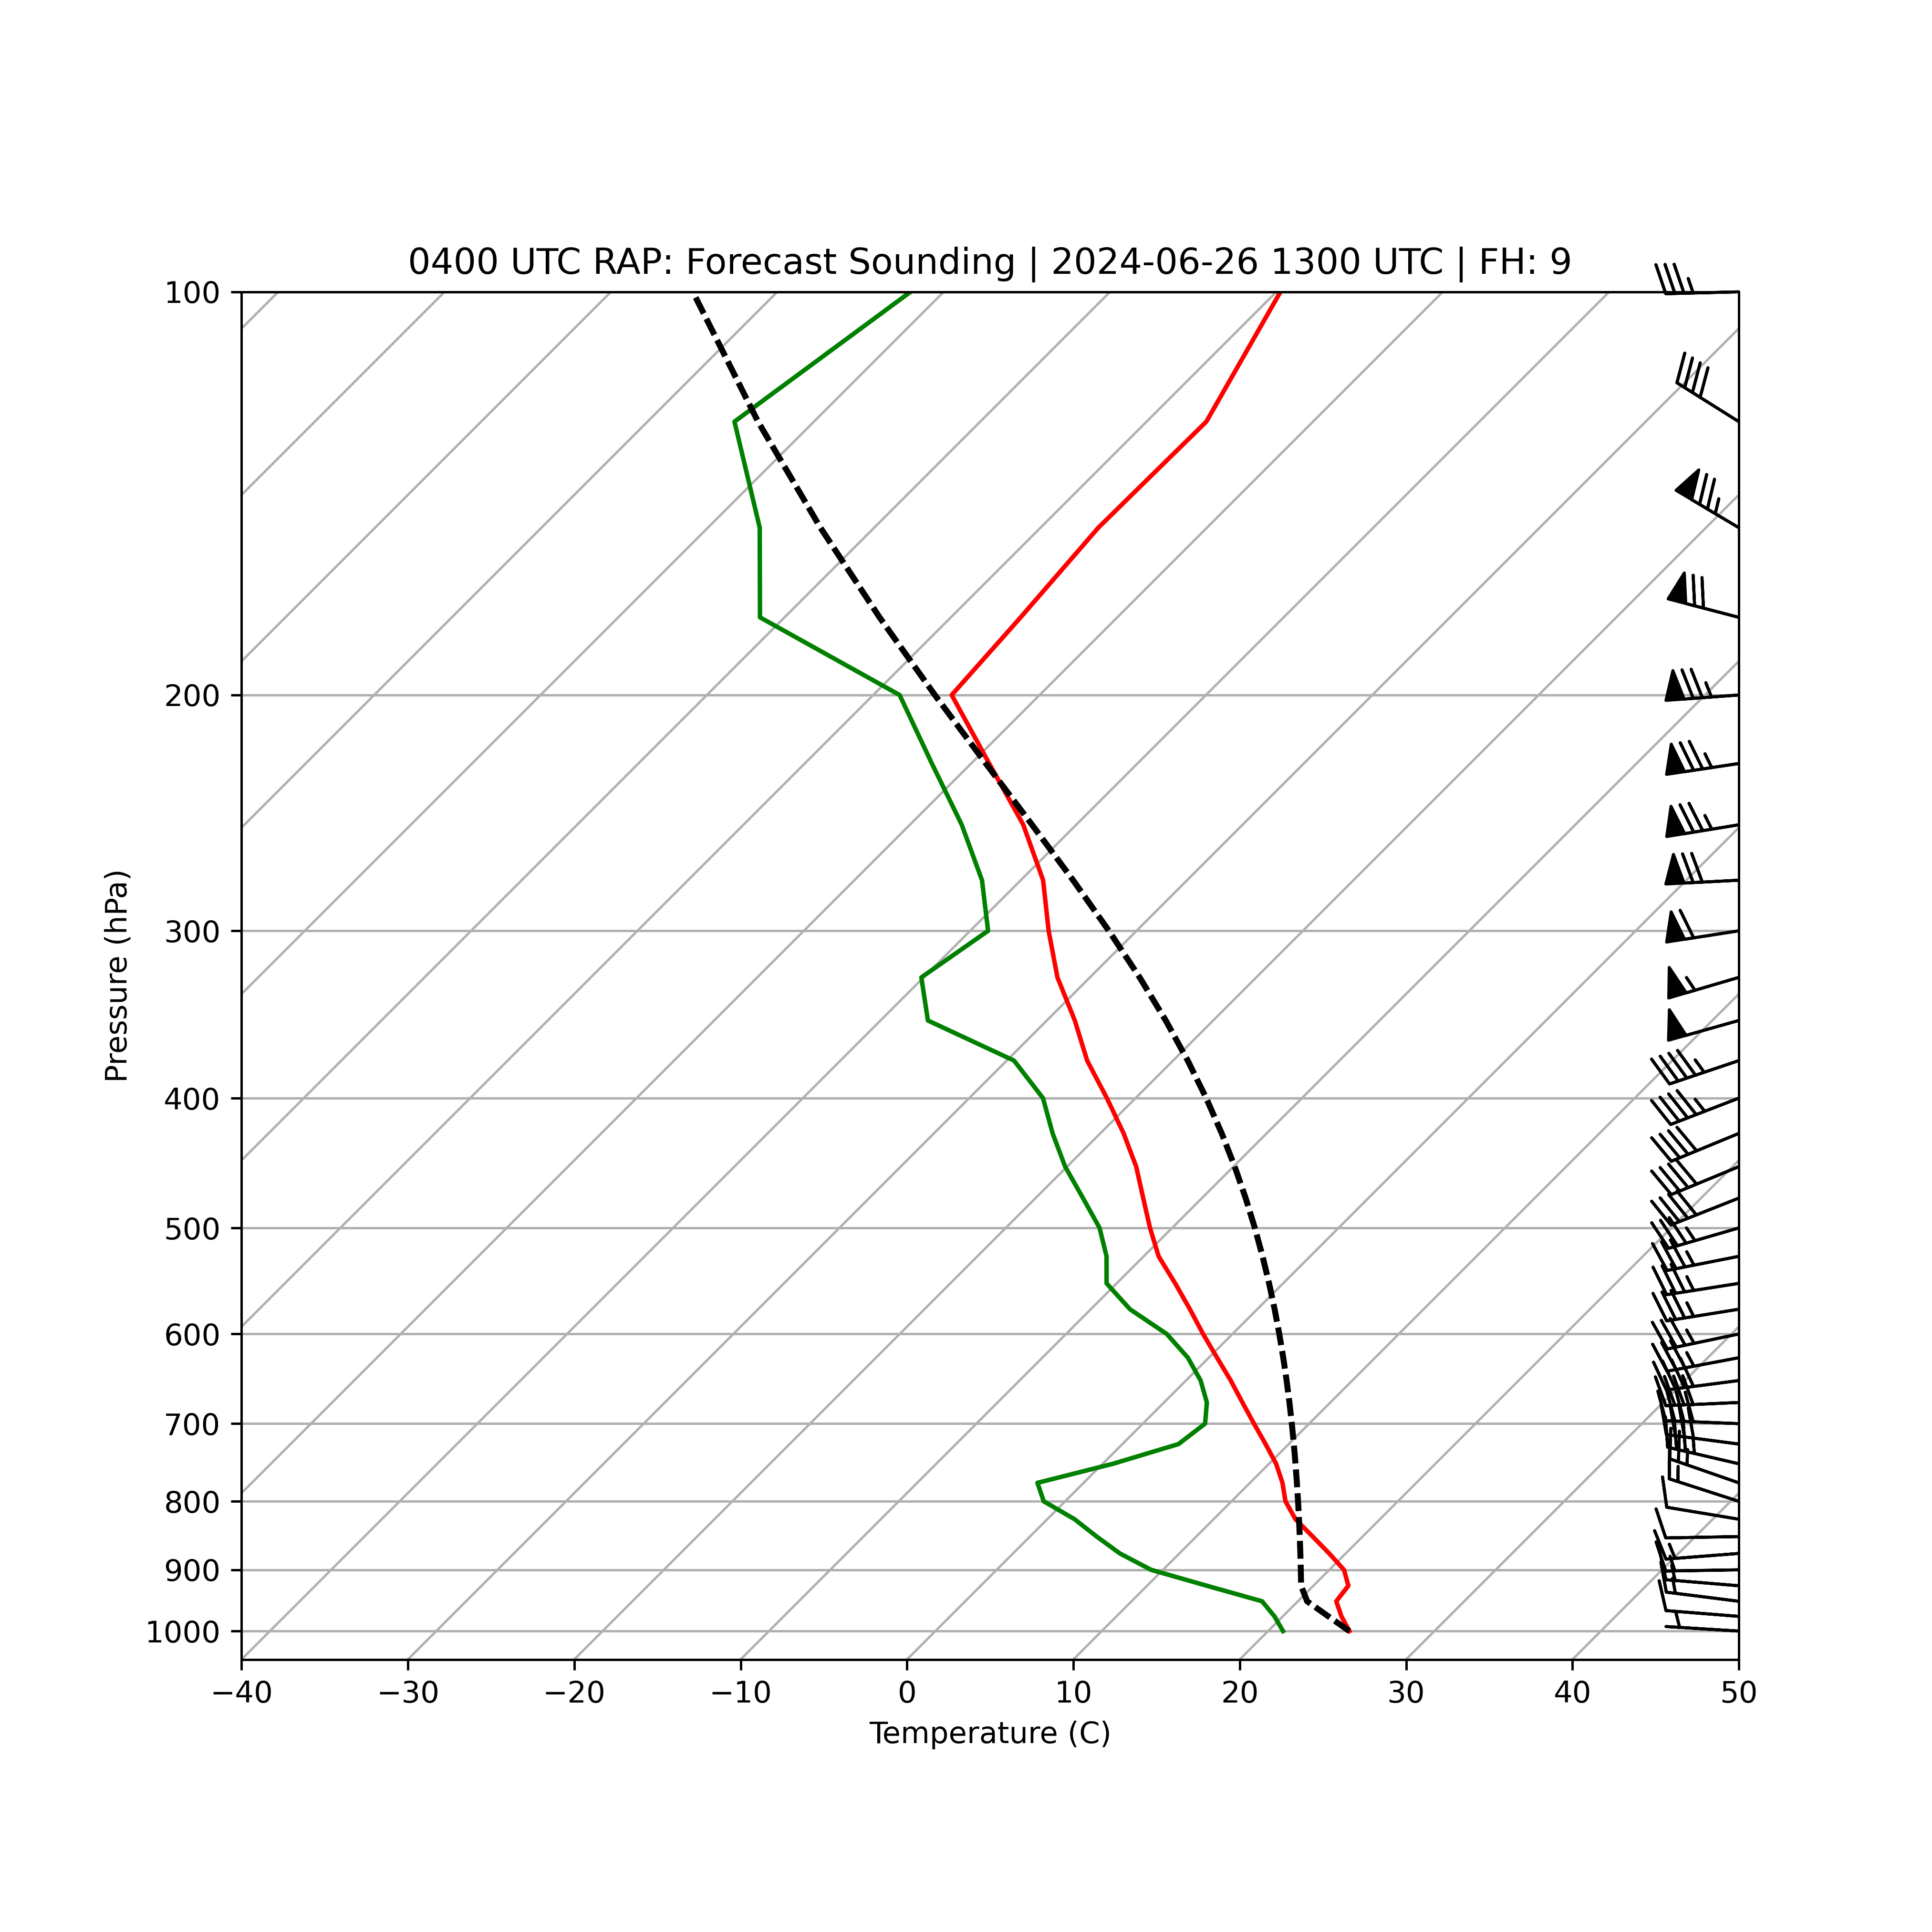 0400 UTC RAP: Forecast Sounding | 2024-06-26 1300 UTC | FH: 9
100
200
300
400
500
600
700
800
900
1000
Pressure (hPa)
−40 −30 −20 −10 0 10 20 30 40 50
Temperature (C)